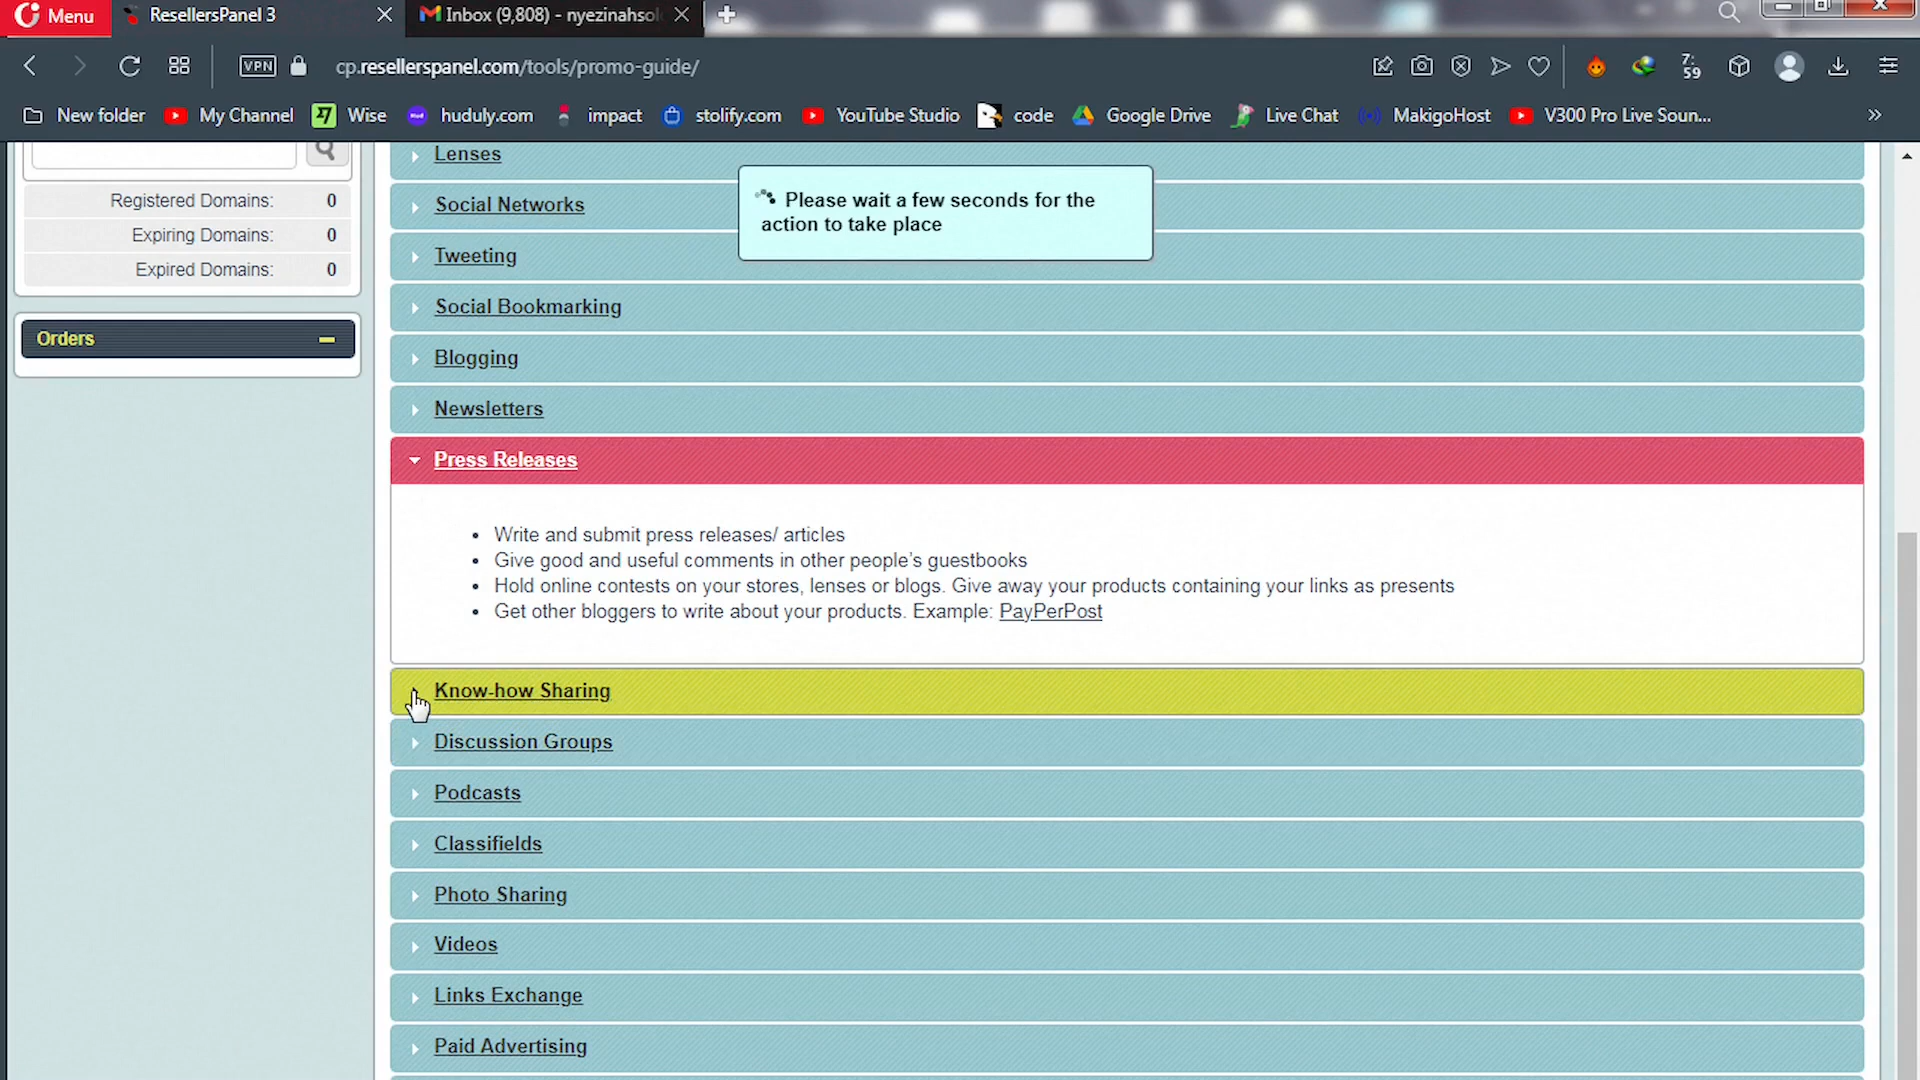 Menu
ResellersPanel 3
Inbox (9,808) - nyezinahsol
VPN
cp.resellerspanel.com/tools/promo-guide/
7:
59
New folder
My Channel
Wise
huduly.com
impact
stolify.com
YouTube Studio
code
Google Drive
Live Chat
MakigoHost
V300 Pro Live Soun...
Registered Domains: 0
Expiring Domains: 0
Expired Domains: 0
Orders
Lenses
Social Networks
Please wait a few seconds for the
action to take place
Tweeting
Social Bookmarking
Blogging
Newsletters
Press Releases
• Write and submit press releases/ articles
• Give good and useful comments in other people's guestbooks
• Hold online contests on your stores, lenses or blogs. Give away your products containing your links as presents
• Get other bloggers to write about your products. Example: PayPerPost
Know-how Sharing
Discussion Groups
Podcasts
Classifields
Photo Sharing
Videos
Links Exchange
Paid Advertising